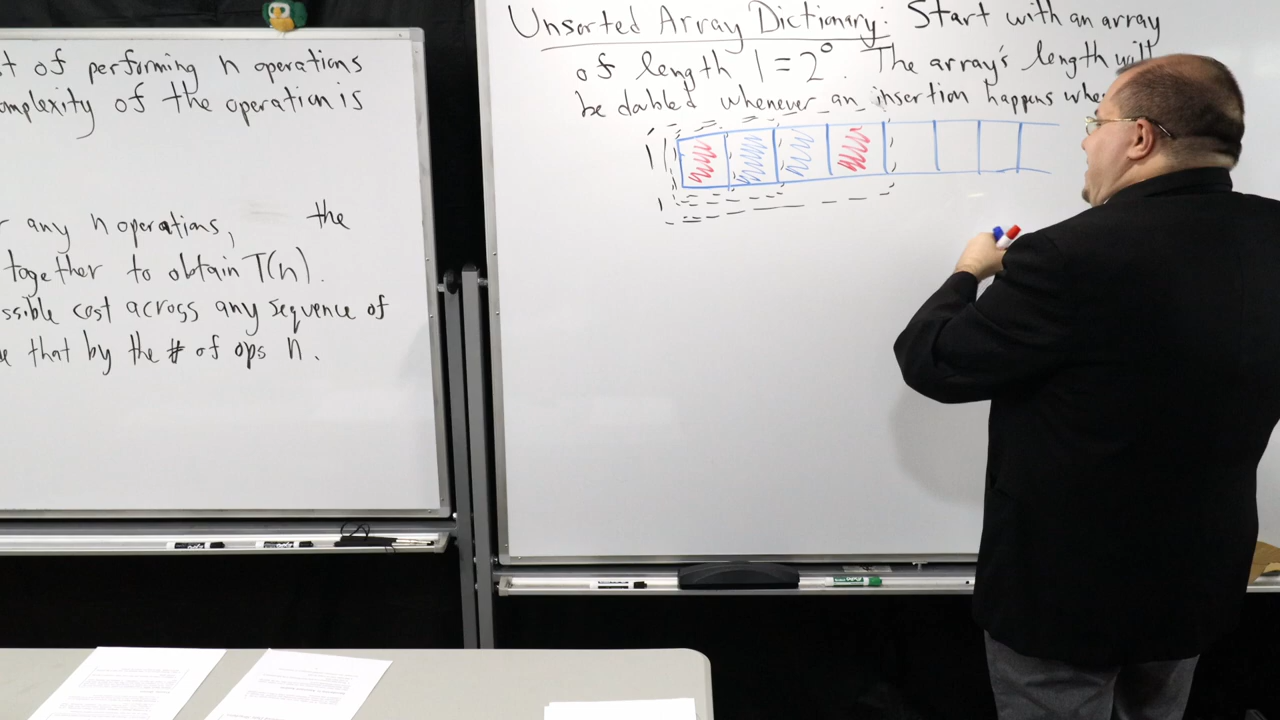 t of performing n operations
omplexity of the operation is
any n operations, the
together to obtain T(n).
ssible cost across any sequence of
that by the # of ops n.
Unsorted Array Dictionary: Start with an array
of length 1 = 2⁰. The array's length will
be doubled whenever an insertion happens whe